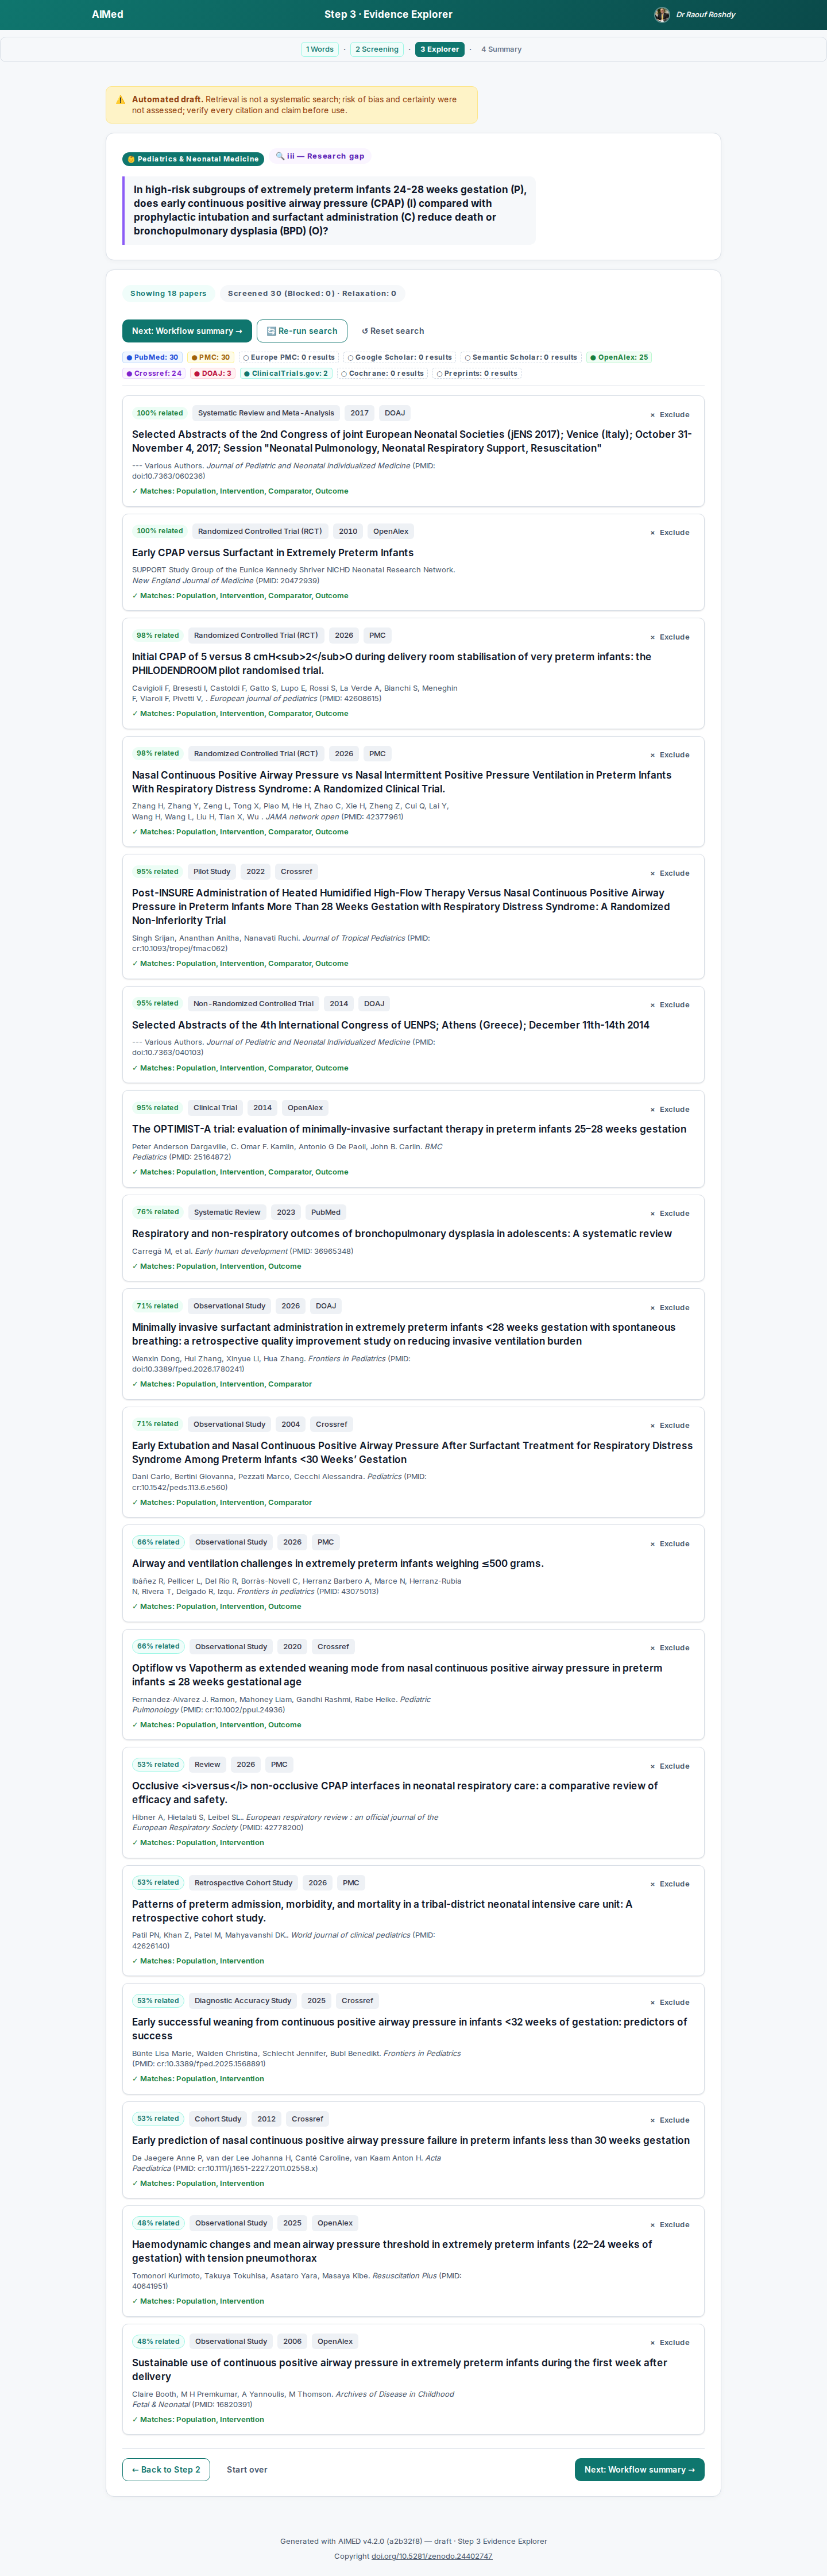 AIMed
Step 3 · Evidence Explorer
Dr Raouf Roshdy
1 Words · 2 Screening · 3 Explorer · 4 Summary
⚠️ Automated draft. Retrieval is not a systematic search; risk of bias and certainty were
not assessed; verify every citation and claim before use.
👶 Pediatrics & Neonatal Medicine
🔍 iii — Research gap
In high-risk subgroups of extremely preterm infants 24-28 weeks gestation (P),
does early continuous positive airway pressure (CPAP) (I) compared with
prophylactic intubation and surfactant administration (C) reduce death or
bronchopulmonary dysplasia (BPD) (O)?
Showing 18 papers
Screened 30 (Blocked: 0) · Relaxation: 0
Next: Workflow summary →
🔄 Re-run search
↺ Reset search
● PubMed: 30 ● PMC: 30 ○ Europe PMC: 0 results ○ Google Scholar: 0 results ○ Semantic Scholar: 0 results ● OpenAlex: 25
● Crossref: 24 ● DOAJ: 3 ● ClinicalTrials.gov: 2 ○ Cochrane: 0 results ○ Preprints: 0 results
100% related Systematic Review and Meta-Analysis 2017 DOAJ × Exclude
Selected Abstracts of the 2nd Congress of joint European Neonatal Societies (jENS 2017); Venice (Italy); October 31-
November 4, 2017; Session "Neonatal Pulmonology, Neonatal Respiratory Support, Resuscitation"
--- Various Authors. Journal of Pediatric and Neonatal Individualized Medicine (PMID:
doi:10.7363/060236)
✓ Matches: Population, Intervention, Comparator, Outcome
100% related Randomized Controlled Trial (RCT) 2010 OpenAlex × Exclude
Early CPAP versus Surfactant in Extremely Preterm Infants
SUPPORT Study Group of the Eunice Kennedy Shriver NICHD Neonatal Research Network.
New England Journal of Medicine (PMID: 20472939)
✓ Matches: Population, Intervention, Comparator, Outcome
98% related Randomized Controlled Trial (RCT) 2026 PMC × Exclude
Initial CPAP of 5 versus 8 cmH<sub>2</sub>O during delivery room stabilisation of very preterm infants: the
PHILODENDROOM pilot randomised trial.
Cavigioli F, Bresesti I, Castoldi F, Gatto S, Lupo E, Rossi S, La Verde A, Bianchi S, Meneghin
F, Viaroli F, Pivetti V, . European journal of pediatrics (PMID: 42608615)
✓ Matches: Population, Intervention, Comparator, Outcome
98% related Randomized Controlled Trial (RCT) 2026 PMC × Exclude
Nasal Continuous Positive Airway Pressure vs Nasal Intermittent Positive Pressure Ventilation in Preterm Infants
With Respiratory Distress Syndrome: A Randomized Clinical Trial.
Zhang H, Zhang Y, Zeng L, Tong X, Piao M, He H, Zhao C, Xie H, Zheng Z, Cui Q, Lai Y,
Wang H, Wang L, Liu H, Tian X, Wu . JAMA network open (PMID: 42377961)
✓ Matches: Population, Intervention, Comparator, Outcome
95% related Pilot Study 2022 Crossref × Exclude
Post-INSURE Administration of Heated Humidified High-Flow Therapy Versus Nasal Continuous Positive Airway
Pressure in Preterm Infants More Than 28 Weeks Gestation with Respiratory Distress Syndrome: A Randomized
Non-Inferiority Trial
Singh Srijan, Ananthan Anitha, Nanavati Ruchi. Journal of Tropical Pediatrics (PMID:
cr:10.1093/tropej/fmac062)
✓ Matches: Population, Intervention, Comparator, Outcome
95% related Non-Randomized Controlled Trial 2014 DOAJ × Exclude
Selected Abstracts of the 4th International Congress of UENPS; Athens (Greece); December 11th-14th 2014
--- Various Authors. Journal of Pediatric and Neonatal Individualized Medicine (PMID:
doi:10.7363/040103)
✓ Matches: Population, Intervention, Comparator, Outcome
95% related Clinical Trial 2014 OpenAlex × Exclude
The OPTIMIST-A trial: evaluation of minimally-invasive surfactant therapy in preterm infants 25–28 weeks gestation
Peter Anderson Dargaville, C. Omar F. Kamlin, Antonio G De Paoli, John B. Carlin. BMC
Pediatrics (PMID: 25164872)
✓ Matches: Population, Intervention, Comparator, Outcome
76% related Systematic Review 2023 PubMed × Exclude
Respiratory and non-respiratory outcomes of bronchopulmonary dysplasia in adolescents: A systematic review
Carregã M, et al. Early human development (PMID: 36965348)
✓ Matches: Population, Intervention, Outcome
71% related Observational Study 2026 DOAJ × Exclude
Minimally invasive surfactant administration in extremely preterm infants <28 weeks gestation with spontaneous
breathing: a retrospective quality improvement study on reducing invasive ventilation burden
Wenxin Dong, Hui Zhang, Xinyue Li, Hua Zhang. Frontiers in Pediatrics (PMID:
doi:10.3389/fped.2026.1780241)
✓ Matches: Population, Intervention, Comparator
71% related Observational Study 2004 Crossref × Exclude
Early Extubation and Nasal Continuous Positive Airway Pressure After Surfactant Treatment for Respiratory Distress
Syndrome Among Preterm Infants <30 Weeks’ Gestation
Dani Carlo, Bertini Giovanna, Pezzati Marco, Cecchi Alessandra. Pediatrics (PMID:
cr:10.1542/peds.113.6.e560)
✓ Matches: Population, Intervention, Comparator
66% related Observational Study 2026 PMC × Exclude
Airway and ventilation challenges in extremely preterm infants weighing ≤500 grams.
Ibáñez R, Pellicer L, Del Río R, Borràs-Novell C, Herranz Barbero A, Marce N, Herranz-Rubia
N, Rivera T, Delgado R, Izqu. Frontiers in pediatrics (PMID: 43075013)
✓ Matches: Population, Intervention, Outcome
66% related Observational Study 2020 Crossref × Exclude
Optiflow vs Vapotherm as extended weaning mode from nasal continuous positive airway pressure in preterm
infants ≤ 28 weeks gestational age
Fernandez-Alvarez J. Ramon, Mahoney Liam, Gandhi Rashmi, Rabe Heike. Pediatric
Pulmonology (PMID: cr:10.1002/ppul.24936)
✓ Matches: Population, Intervention, Outcome
53% related Review 2026 PMC × Exclude
Occlusive <i>versus</i> non-occlusive CPAP interfaces in neonatal respiratory care: a comparative review of
efficacy and safety.
Hibner A, Hietalati S, Leibel SL.. European respiratory review : an official journal of the
European Respiratory Society (PMID: 42778200)
✓ Matches: Population, Intervention
53% related Retrospective Cohort Study 2026 PMC × Exclude
Patterns of preterm admission, morbidity, and mortality in a tribal-district neonatal intensive care unit: A
retrospective cohort study.
Patil PN, Khan Z, Patel M, Mahyavanshi DK.. World journal of clinical pediatrics (PMID:
42626140)
✓ Matches: Population, Intervention
53% related Diagnostic Accuracy Study 2025 Crossref × Exclude
Early successful weaning from continuous positive airway pressure in infants <32 weeks of gestation: predictors of
success
Bünte Lisa Marie, Walden Christina, Schlecht Jennifer, Bubl Benedikt. Frontiers in Pediatrics
(PMID: cr:10.3389/fped.2025.1568891)
✓ Matches: Population, Intervention
53% related Cohort Study 2012 Crossref × Exclude
Early prediction of nasal continuous positive airway pressure failure in preterm infants less than 30 weeks gestation
De Jaegere Anne P, van der Lee Johanna H, Canté Caroline, van Kaam Anton H. Acta
Paediatrica (PMID: cr:10.1111/j.1651-2227.2011.02558.x)
✓ Matches: Population, Intervention
48% related Observational Study 2025 OpenAlex × Exclude
Haemodynamic changes and mean airway pressure threshold in extremely preterm infants (22–24 weeks of
gestation) with tension pneumothorax
Tomonori Kurimoto, Takuya Tokuhisa, Asataro Yara, Masaya Kibe. Resuscitation Plus (PMID:
40641951)
✓ Matches: Population, Intervention
48% related Observational Study 2006 OpenAlex × Exclude
Sustainable use of continuous positive airway pressure in extremely preterm infants during the first week after
delivery
Claire Booth, M H Premkumar, A Yannoulis, M Thomson. Archives of Disease in Childhood
Fetal & Neonatal (PMID: 16820391)
✓ Matches: Population, Intervention
← Back to Step 2
Start over
Next: Workflow summary →
Generated with AIMED v4.2.0 (a2b32f8) — draft · Step 3 Evidence Explorer
Copyright doi.org/10.5281/zenodo.24402747